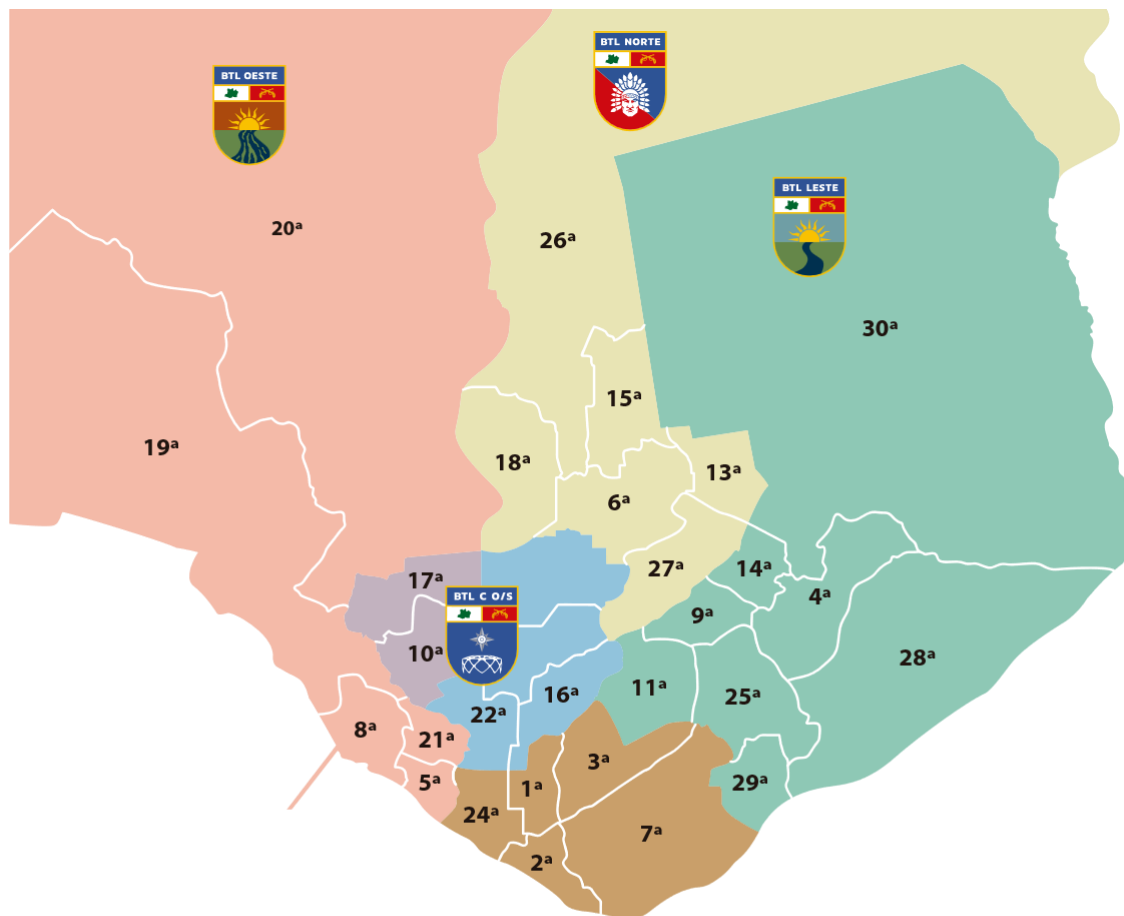 BTL NORTE
BTL OESTE
BTL LESTE
20ª
26ª
30ª
15ª
19ª
18ª
13ª
6ª
27ª
14ª
17ª
4ª
BTL C O/S
9ª
10ª
28ª
11ª
16ª
25ª
22ª
8ª
21ª
3ª
5ª
1ª
29ª
24ª
7ª
2ª